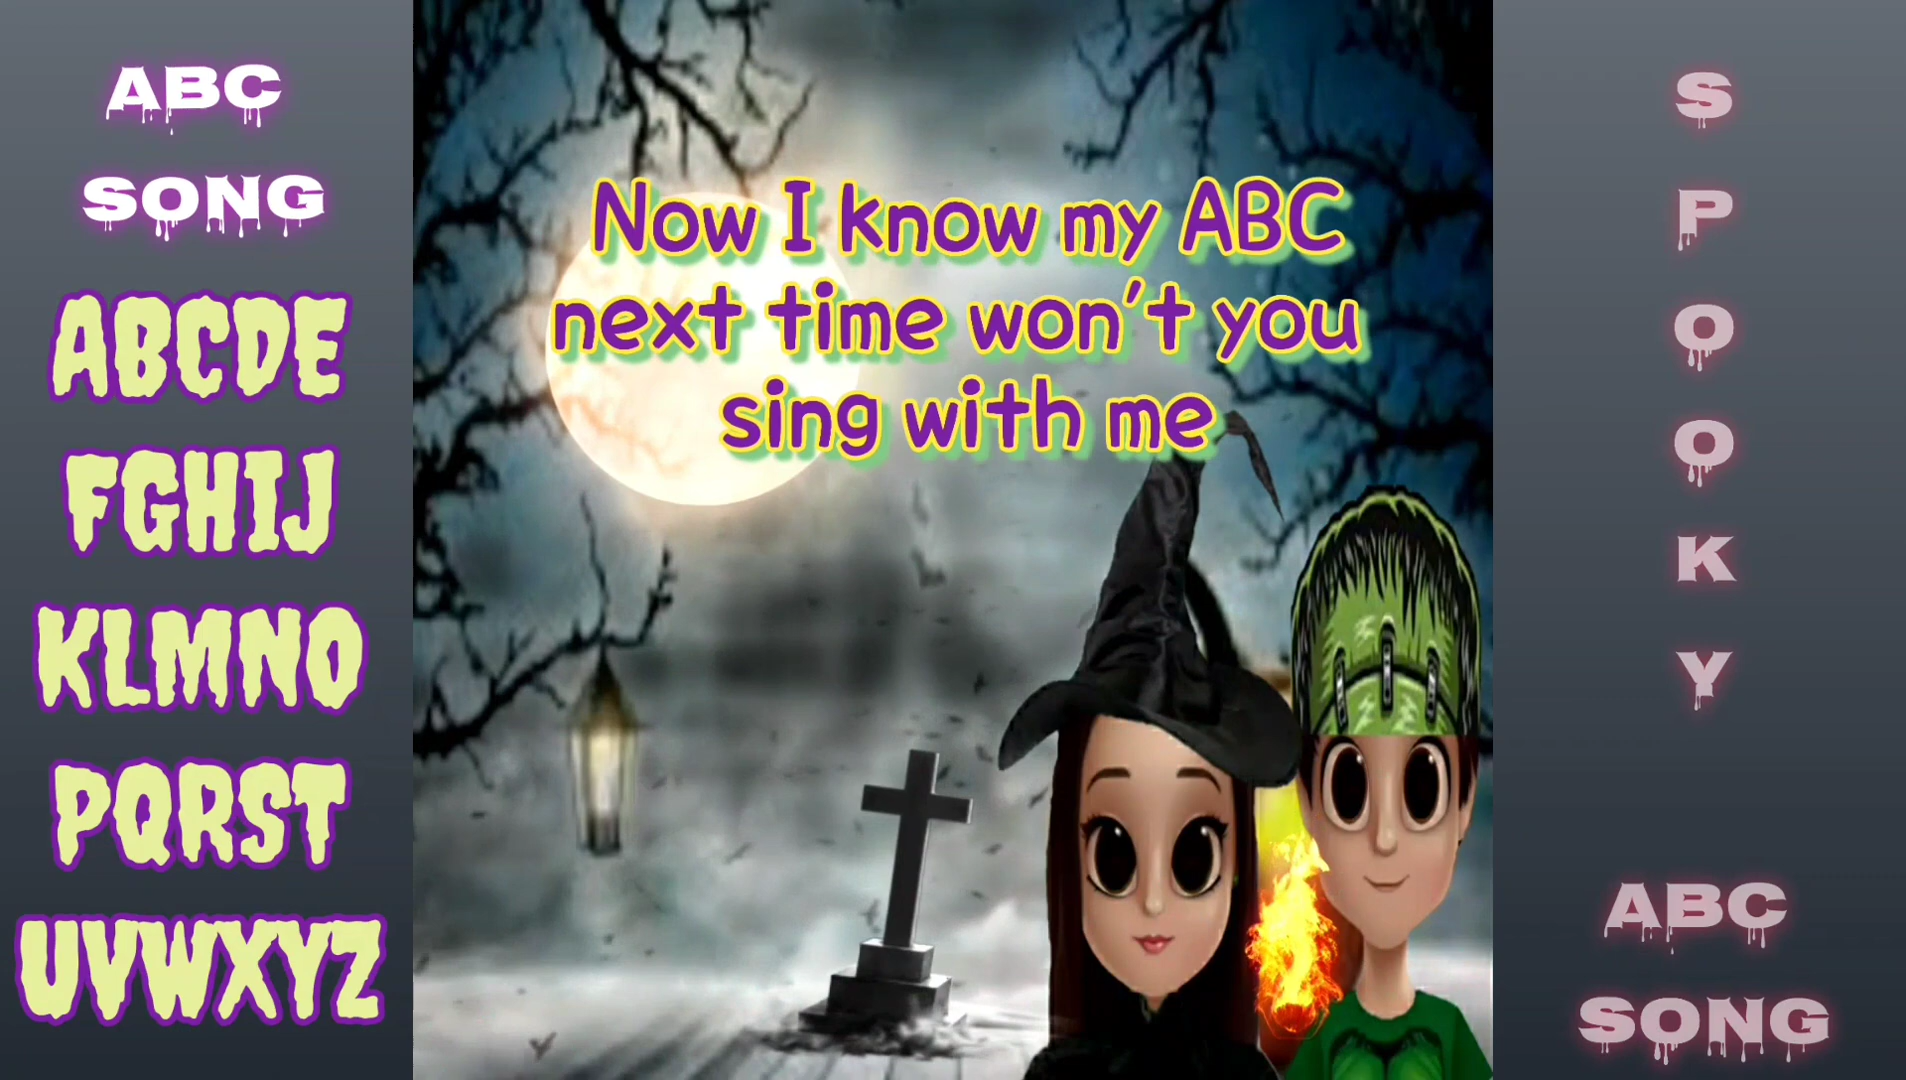 ABC
SONG
ABCDE
FGHIJ
KLMNO
PQRST
UVWXYZ
Now I know my ABC
next time won't you
sing with me
S
P
O
O
K
Y
ABC
SONG